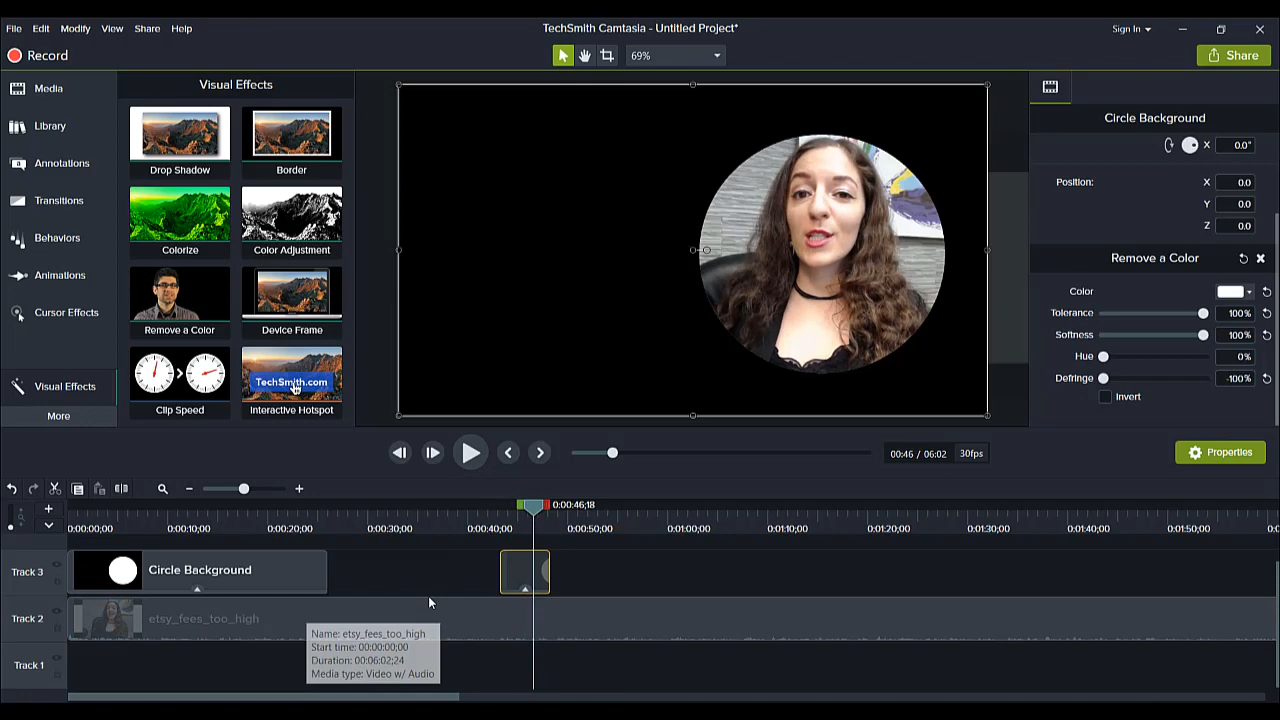 File Edit Modify View Share Help
TechSmith Camtasia - Untitled Project*
Sign In
Record
69%
Share
Media
Library
Annotations
Transitions
Behaviors
Animations
Cursor Effects
Visual Effects
More
Visual Effects
Drop Shadow Border
Colorize Color Adjustment
Remove a Color Device Frame
TechSmith.com
Clip Speed Interactive Hotspot
Circle Background
X 0.0°
Position: X 0.0
Y 0.0
Z 0.0
Remove a Color
Color
Tolerance 100%
Softness 100%
Hue 0%
Defringe -100%
Invert
00:46 / 06:02 30fps
Properties
0:00:46;18
0:00:00;00 0:00:10;00 0:00:20;00 0:00:30;00 0:00:40;00 0:00:50;00 0:01:00;00 0:01:10;00 0:01:20;00 0:01:30;00 0:01:40;00 0:01:50;00
Track 3 Circle Background
Track 2 etsy_fees_too_high
Name: etsy_fees_too_high
Start time: 00:00:00;00
Duration: 00:06:02;24
Media type: Video w/ Audio
Track 1